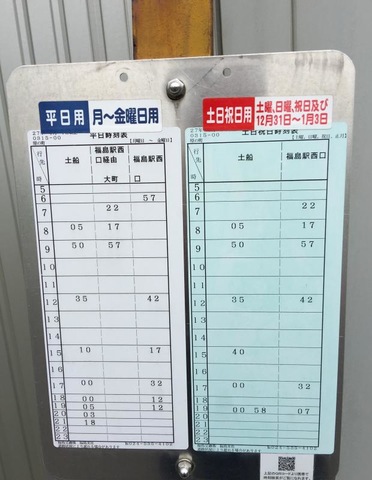 平日用 月～金曜日用
平日時刻表
行先 時 土船 福島駅西口経由大町 福島駅西口
5
6 57
7 22
8 05 17
9 50 57
10
11
12 35 42
13
14
15 10 17
16
17 00 32
18 00 12
19 05 12
20 03
21 18
22
23
土日祝日用 土曜、日曜、祝日及び
12月31日～1月3日
土日祝日時刻表
行先 時 土船 福島駅西口
5
6
7 22
8 05 17
9 50 57
10
11
12 35 42
13
14
15 40
16
17 00 32
18
19 00 58 07
20
21
22
23